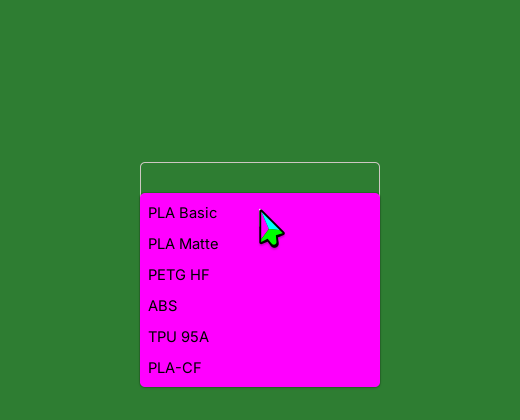 PLA Basic
PLA Matte
PETG HF
ABS
TPU 95A
PLA-CF